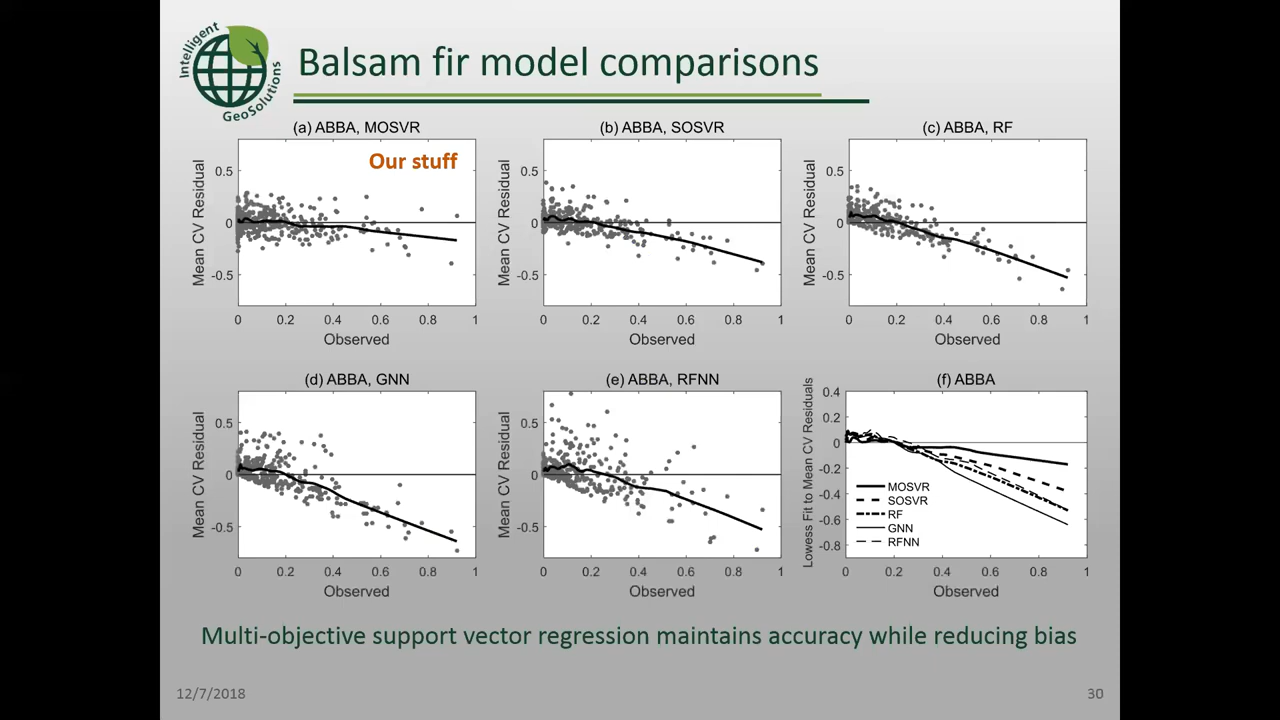 Intelligent
GeoSolutions
Balsam fir model comparisons
(a) ABBA, MOSVR
Our stuff
Mean CV Residual
0.5
0
-0.5
0 0.2 0.4 0.6 0.8 1
Observed
(b) ABBA, SOSVR
Mean CV Residual
0.5
0
-0.5
0 0.2 0.4 0.6 0.8 1
Observed
(c) ABBA, RF
Mean CV Residual
0.5
0
-0.5
0 0.2 0.4 0.6 0.8 1
Observed
(d) ABBA, GNN
Mean CV Residual
0.5
0
-0.5
0 0.2 0.4 0.6 0.8 1
Observed
(e) ABBA, RFNN
Mean CV Residual
0.5
0
-0.5
0 0.2 0.4 0.6 0.8 1
Observed
(f) ABBA
Lowess Fit to Mean CV Residuals
0.4
0.2
0
-0.2
-0.4
-0.6
-0.8
MOSVR
SOSVR
RF
GNN
RFNN
0 0.2 0.4 0.6 0.8 1
Observed
Multi-objective support vector regression maintains accuracy while reducing bias
12/7/2018
30